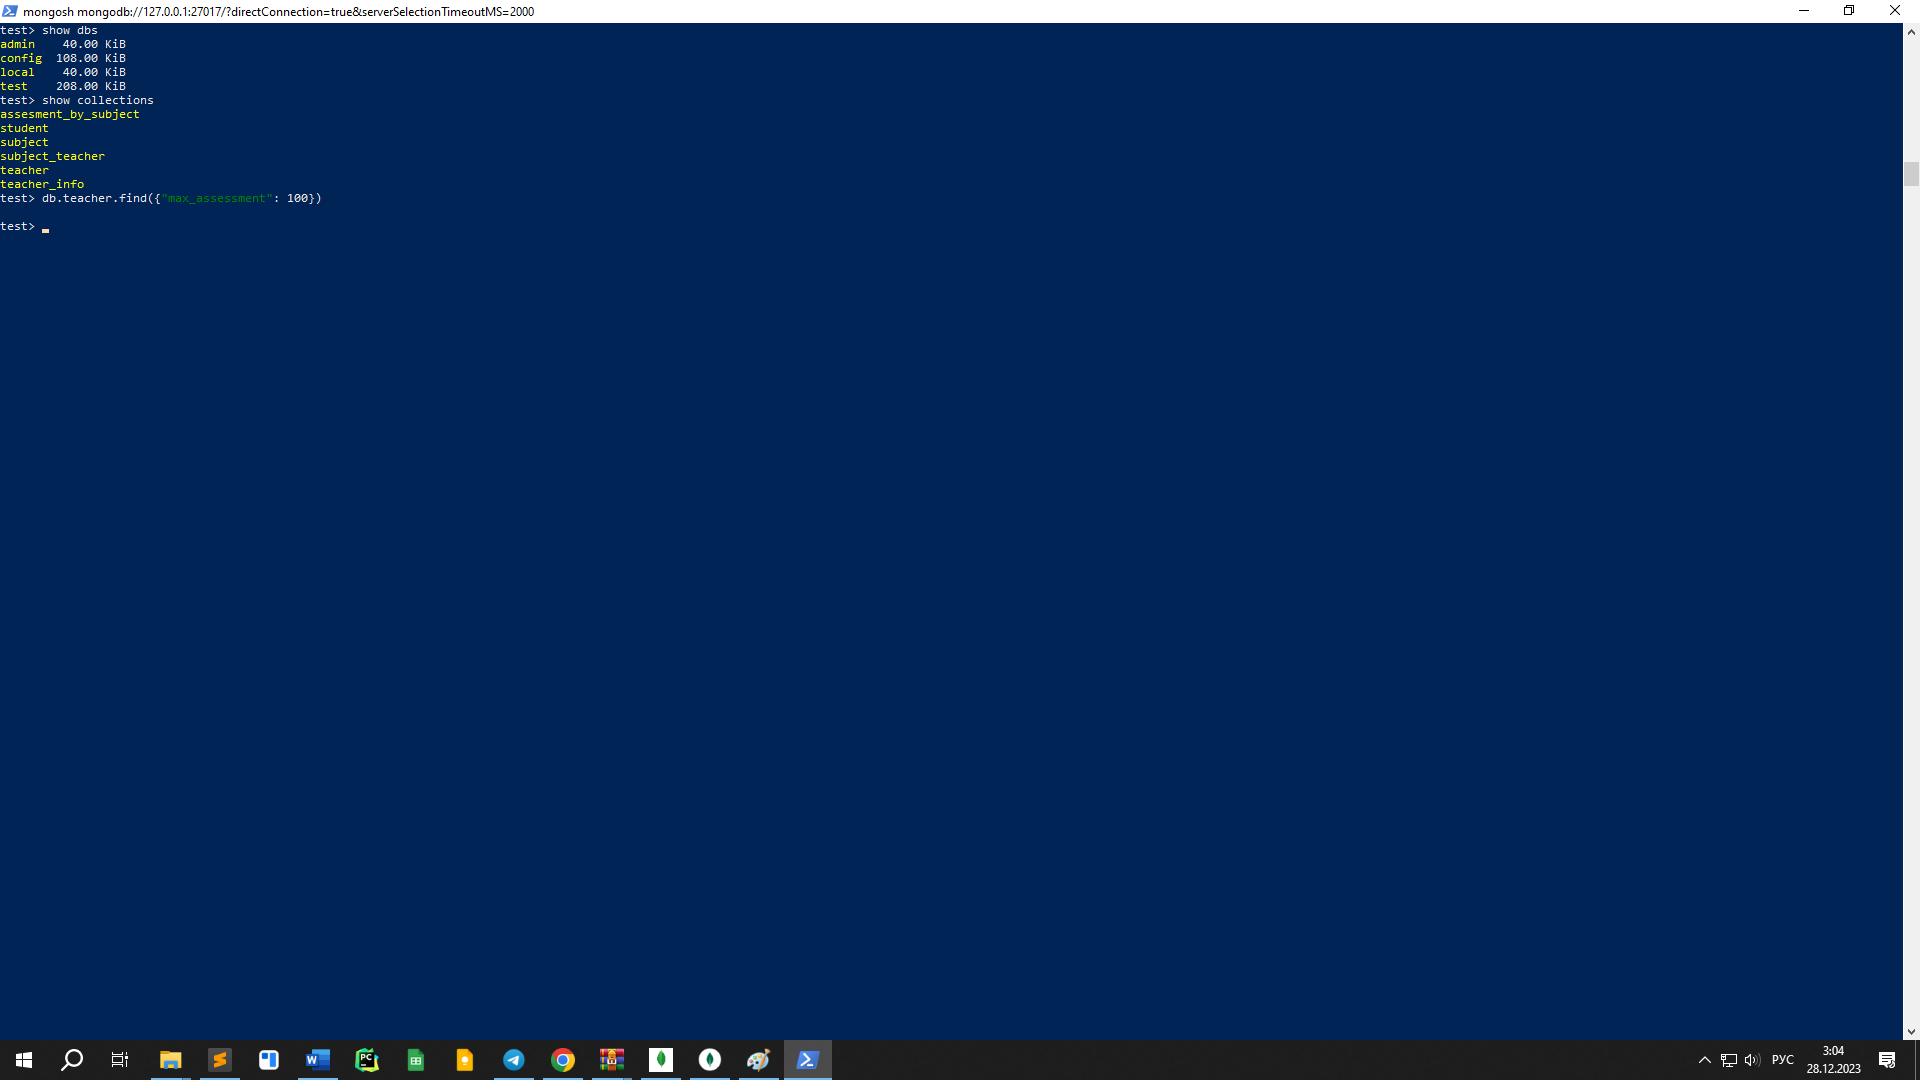 mongosh mongodb://127.0.0.1:27017/?directConnection=true&serverSelectionTimeoutMS=2000
test> show dbs
admin    40.00 KiB
config  108.00 KiB
local    40.00 KiB
test    208.00 KiB
test> show collections
assesment_by_subject
student
subject
subject_teacher
teacher
teacher_info
test> db.teacher.find({"max_assessment": 100})
test>
W
PC
РУС
3:04
28.12.2023